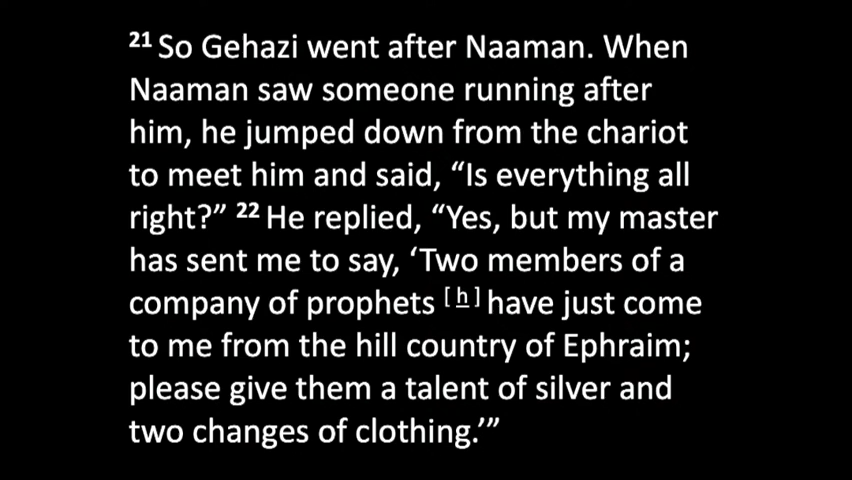 21 So Gehazi went after Naaman. When
Naaman saw someone running after
him, he jumped down from the chariot
to meet him and said, “Is everything all
right?” 22 He replied, “Yes, but my master
has sent me to say, ‘Two members of a
company of prophets [h] have just come
to me from the hill country of Ephraim;
please give them a talent of silver and
two changes of clothing.’”